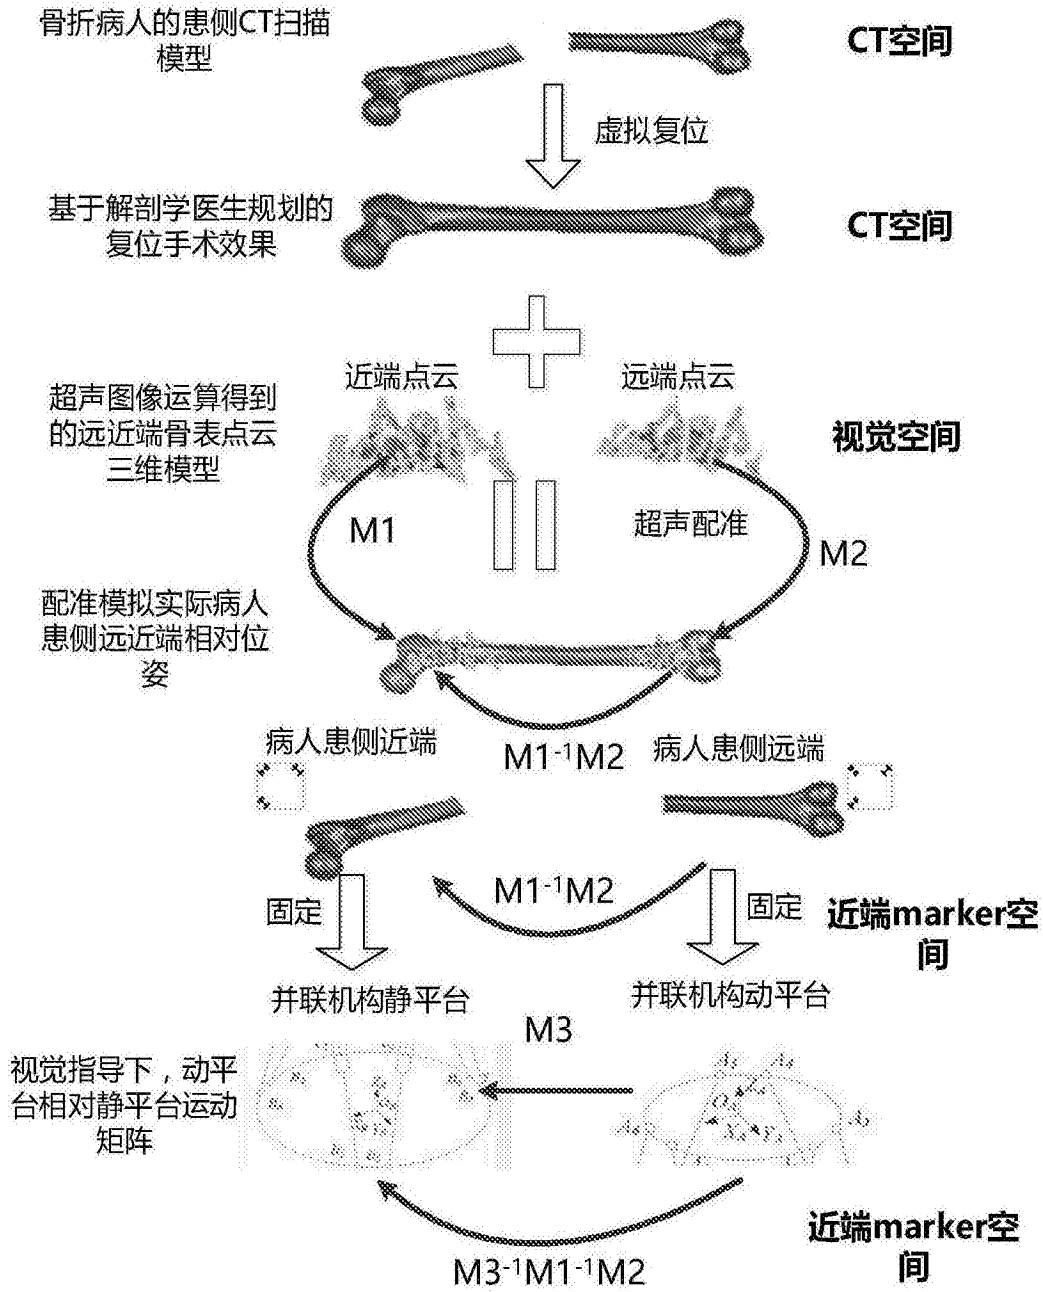 骨折病人的患侧CT扫描
模型
CT空间
虚拟复位
基于解剖学医生规划的
复位手术效果
CT空间
近端点云
远端点云
超声图像运算得到
的远近端骨表点云
三维模型
视觉空间
M1
超声配准
M2
配准模拟实际病人
患侧远近端相对位
姿
M1⁻¹M2
病人患侧近端
病人患侧远端
M1⁻¹M2
固定
固定
近端marker空
间
并联机构静平台
并联机构动平台
M3
视觉指导下，动平
台相对静平台运动
矩阵
A₅
A₄
A₆
A₃
近端marker空
间
M3⁻¹M1⁻¹M2